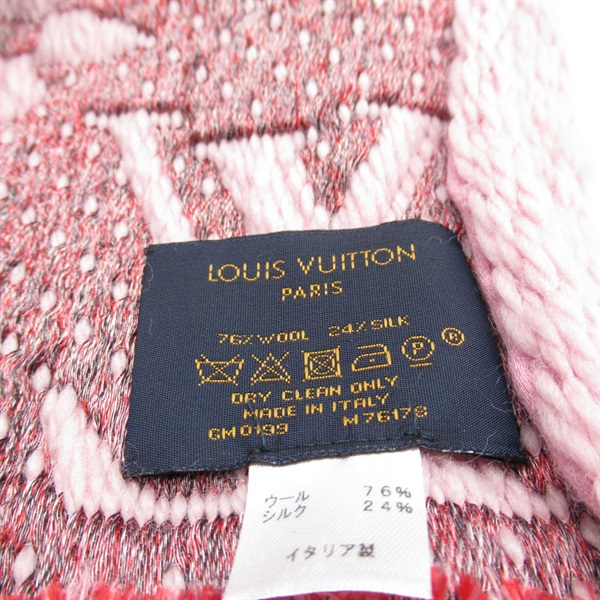 LOUIS VUITTON
PARIS
76% WOOL 24% SILK
P
DRY CLEAN ONLY
MADE IN ITALY
GM0199 M76178
ウール 76%
シルク 24%
イタリア製